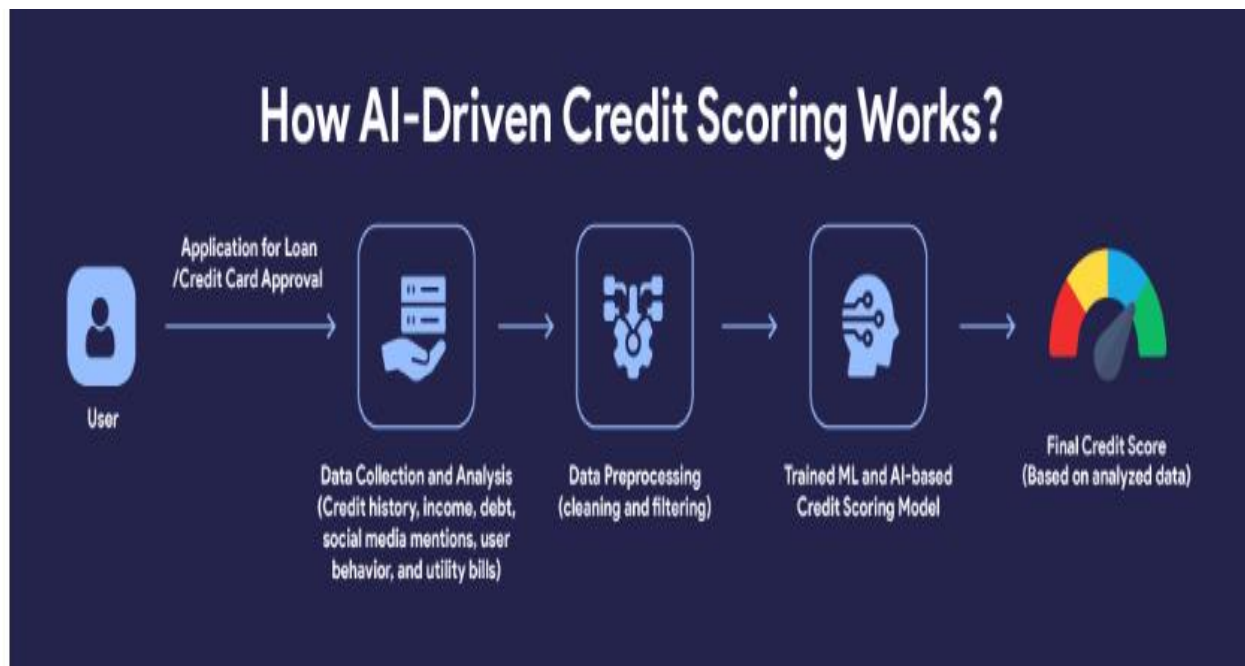 How AI-Driven Credit Scoring Works?
Application for Loan
/Credit Card Approval
User
Data Collection and Analysis
(Credit history, income, debt,
social media mentions, user
behavior, and utility bills)
Data Preprocessing
(cleaning and filtering)
Trained ML and AI-based
Credit Scoring Model
Final Credit Score
(Based on analyzed data)